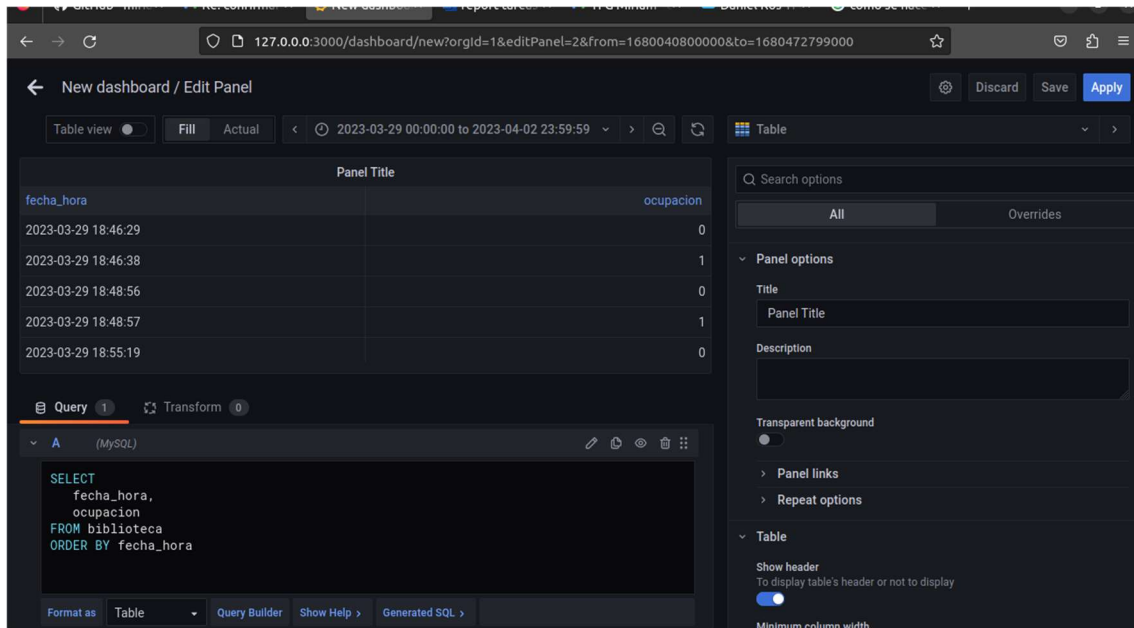 127.0.0.0:3000/dashboard/new?orgId=1&editPanel=2&from=1680040800000&to=1680472799000
New dashboard / Edit Panel
Discard
Save
Apply
Table view
Fill
Actual
2023-03-29 00:00:00 to 2023-04-02 23:59:59
Table
Panel Title
fecha_hora ocupacion
2023-03-29 18:46:29 0
2023-03-29 18:46:38 1
2023-03-29 18:48:56 0
2023-03-29 18:48:57 1
2023-03-29 18:55:19 0
Query 1
Transform 0
A (MySQL)
SELECT
fecha_hora,
ocupacion
FROM biblioteca
ORDER BY fecha_hora
Format as
Table
Query Builder
Show Help >
Generated SQL >
Search options
All
Overrides
Panel options
Title
Panel Title
Description
Transparent background
Panel links
Repeat options
Table
Show header
To display table's header or not to display
Minimum column width